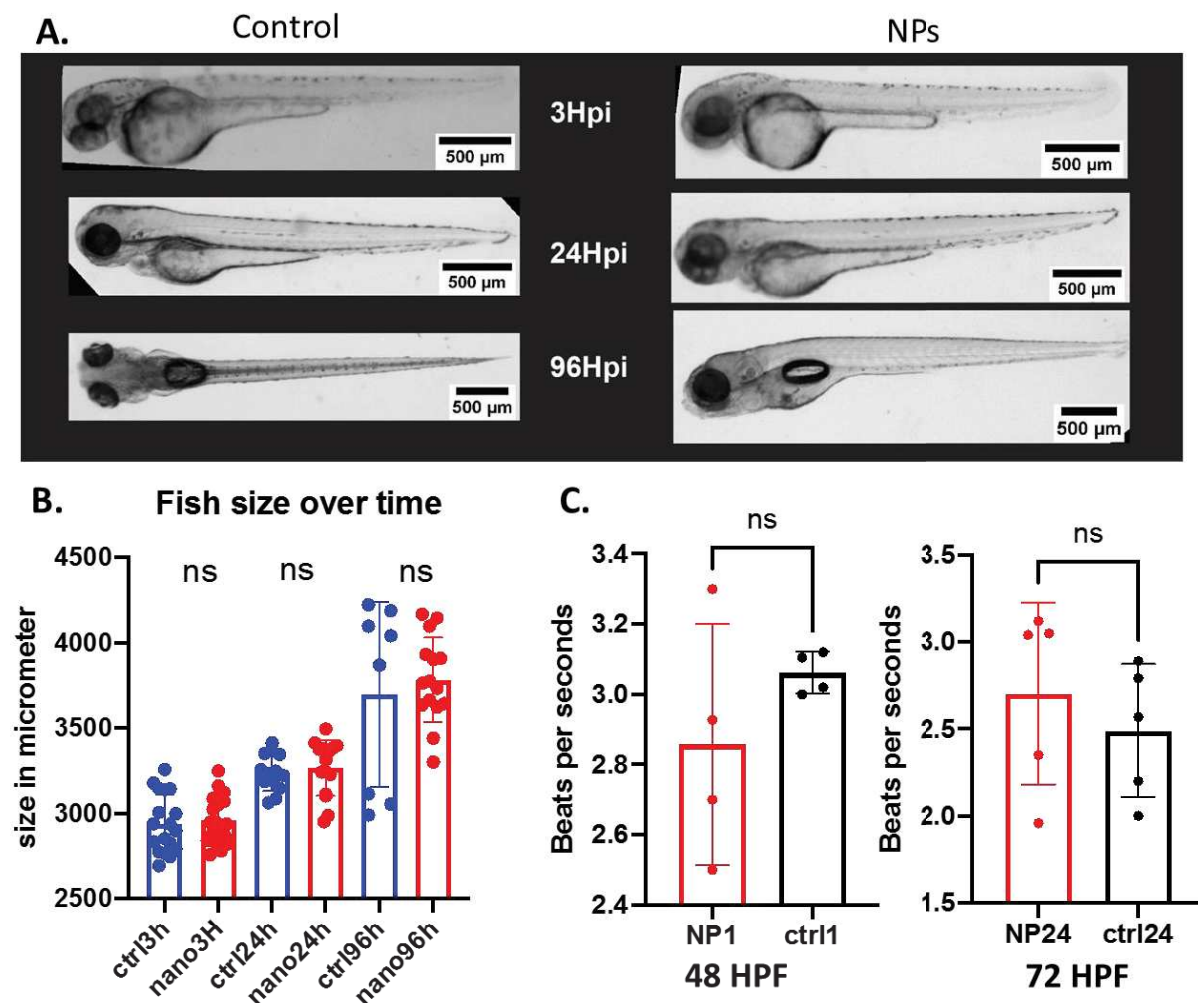 A.
Control
NPs
3Hpi
500 µm
500 µm
24Hpi
500 µm
500 µm
96Hpi
500 µm
500 µm
B.
Fish size over time
size in micrometer
4500
4000
3500
3000
2500
ns
ns
ns
ctrl3h
nano3H
ctrl24h
nano24h
ctrl96h
nano96h
C.
Beats per seconds
3.4
3.2
3.0
2.8
2.6
2.4
ns
NP1
ctrl1
48 HPF
Beats per seconds
3.5
3.0
2.5
2.0
1.5
ns
NP24
ctrl24
72 HPF